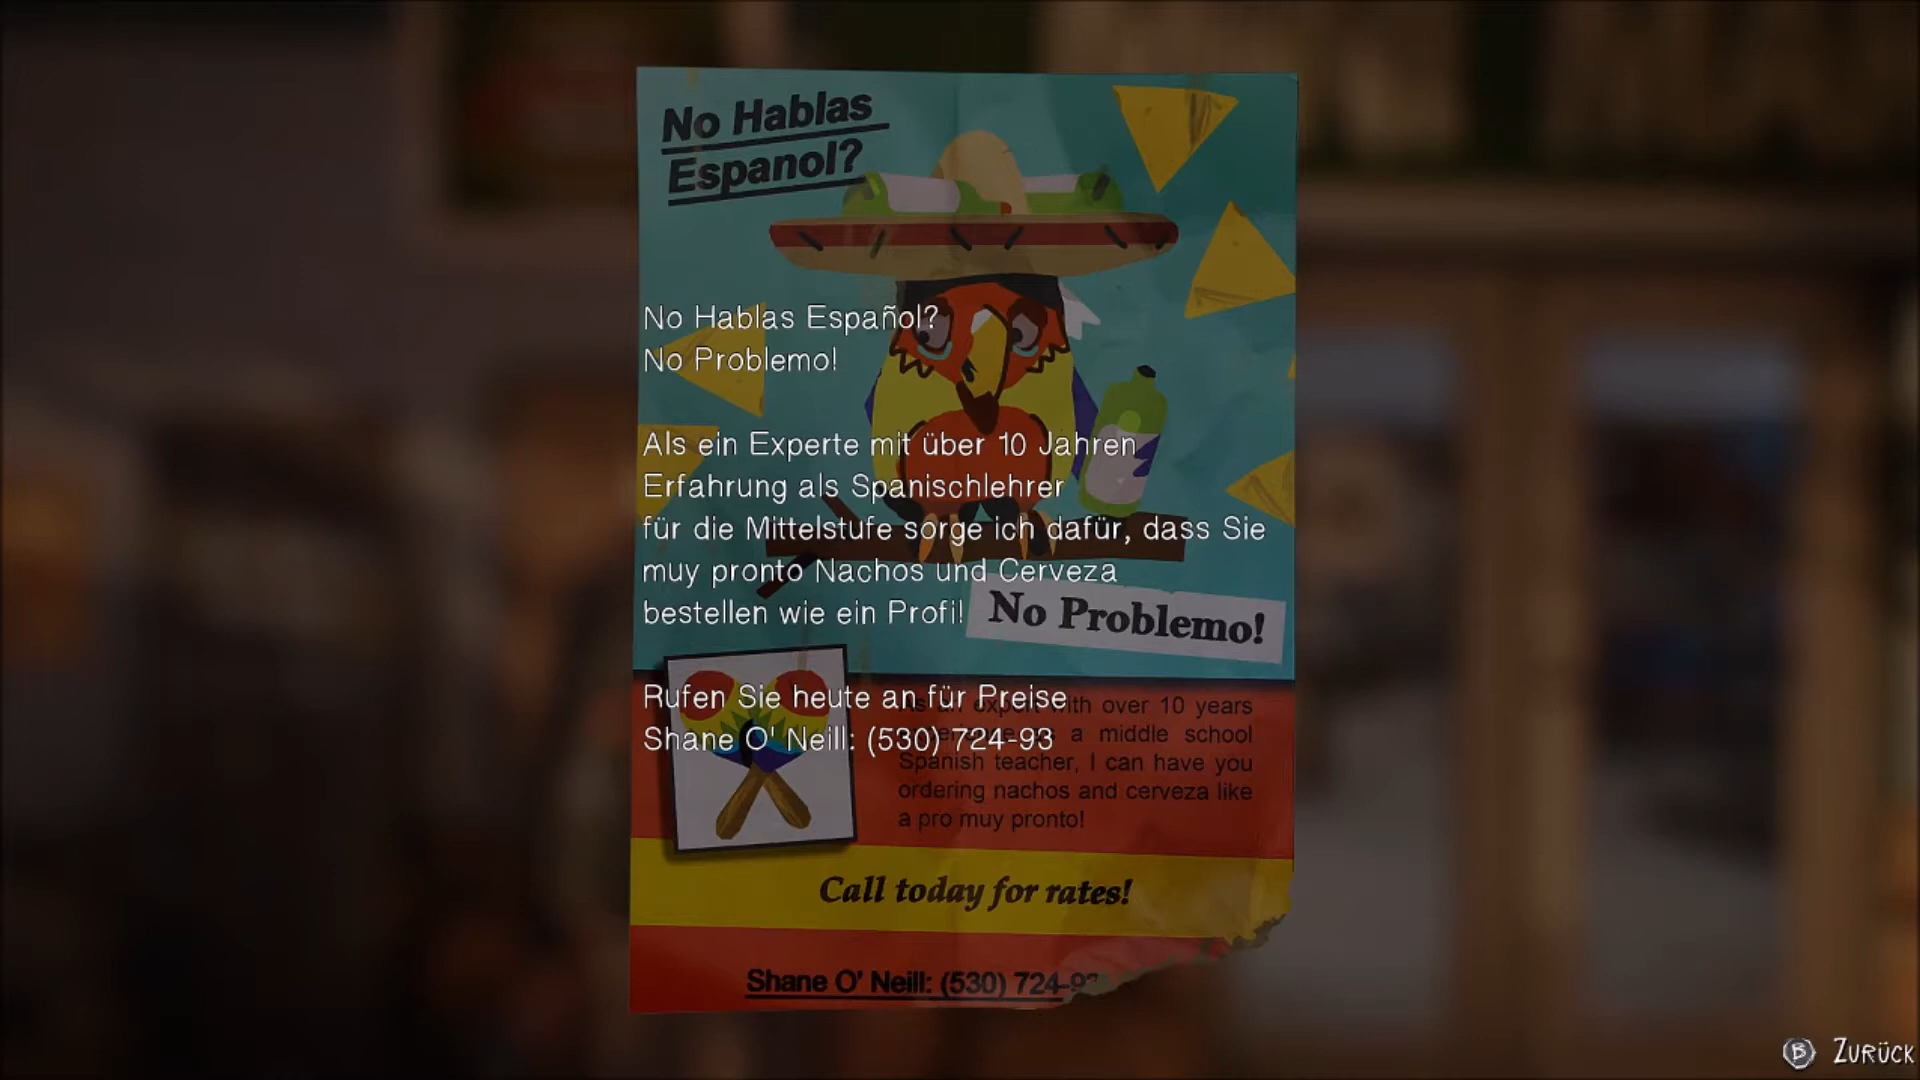 No Hablas
Espanol?
No Hablas Español?
No Problemo!
Als ein Experte mit über 10 Jahren
Erfahrung als Spanischlehrer
für die Mittelstufe sorge ich dafür, dass Sie
muy pronto Nachos und Cerveza
bestellen wie ein Profi!
No Problemo!
Rufen Sie heute an für Preise
Shane O' Neill: (530) 724-93
an expert with over 10 years
a middle school
Spanish teacher, I can have you
ordering nachos and cerveza like
a pro muy pronto!
Call today for rates!
Shane O' Neill: (530) 724-9
B ZURÜCK